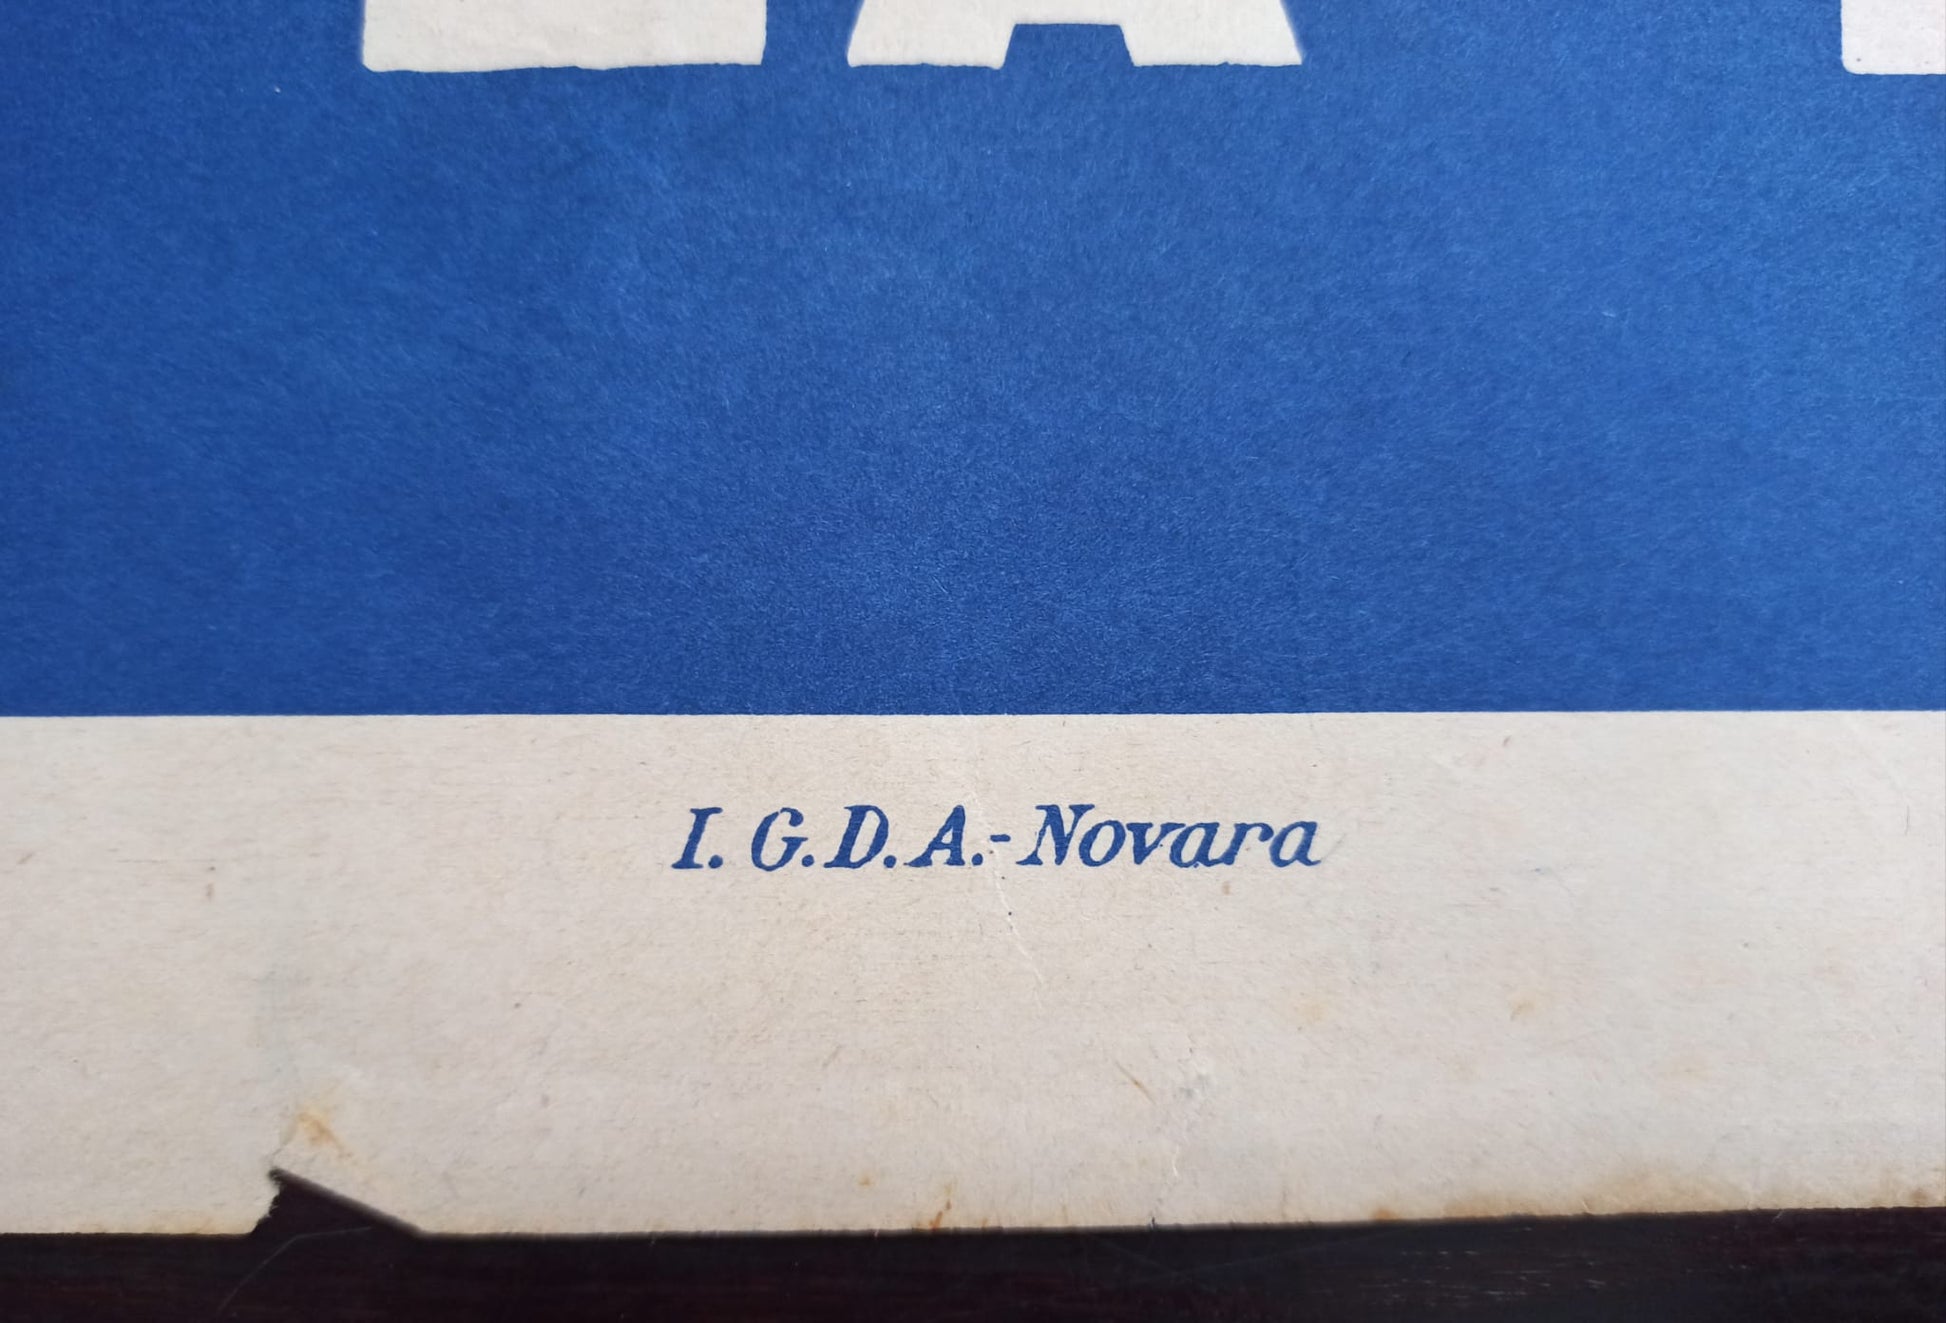 I. G. D. A.- Novara